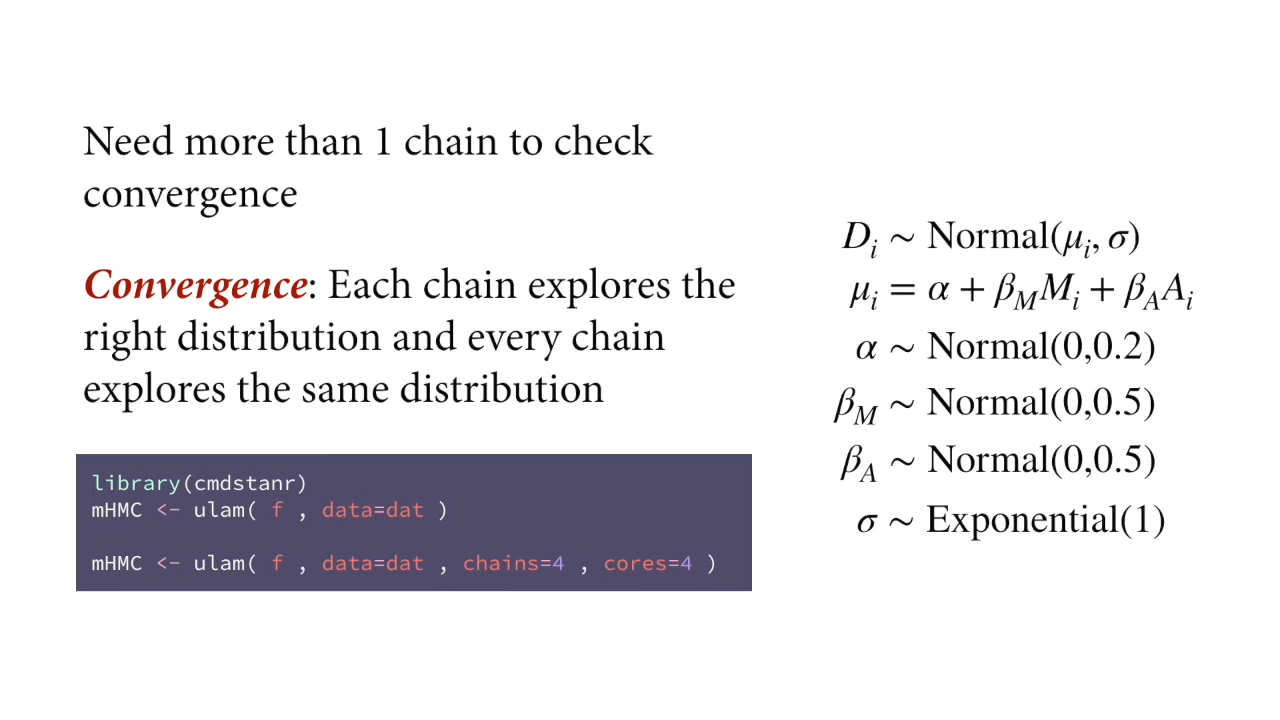 Need more than 1 chain to check
convergence
Convergence: Each chain explores the
right distribution and every chain
explores the same distribution
library(cmdstanr)
mHMC <- ulam( f , data=dat )
mHMC <- ulam( f , data=dat , chains=4 , cores=4 )
Dᵢ ∼ Normal(μᵢ, σ)
μᵢ = α + β_M Mᵢ + β_A Aᵢ
α ∼ Normal(0,0.2)
β_M ∼ Normal(0,0.5)
β_A ∼ Normal(0,0.5)
σ ∼ Exponential(1)